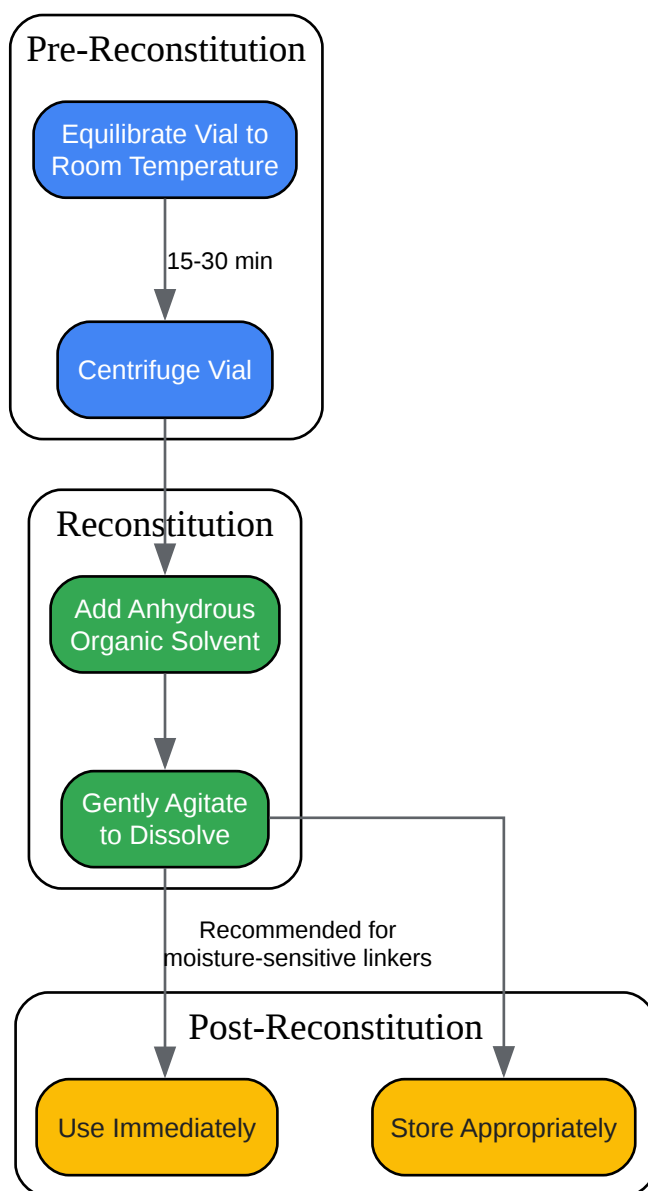 Pre-Reconstitution
Equilibrate Vial to
Room Temperature
15-30 min
Centrifuge Vial
Reconstitution
Add Anhydrous
Organic Solvent
Gently Agitate
to Dissolve
Recommended for
moisture-sensitive linkers
Post-Reconstitution
Use Immediately
Store Appropriately